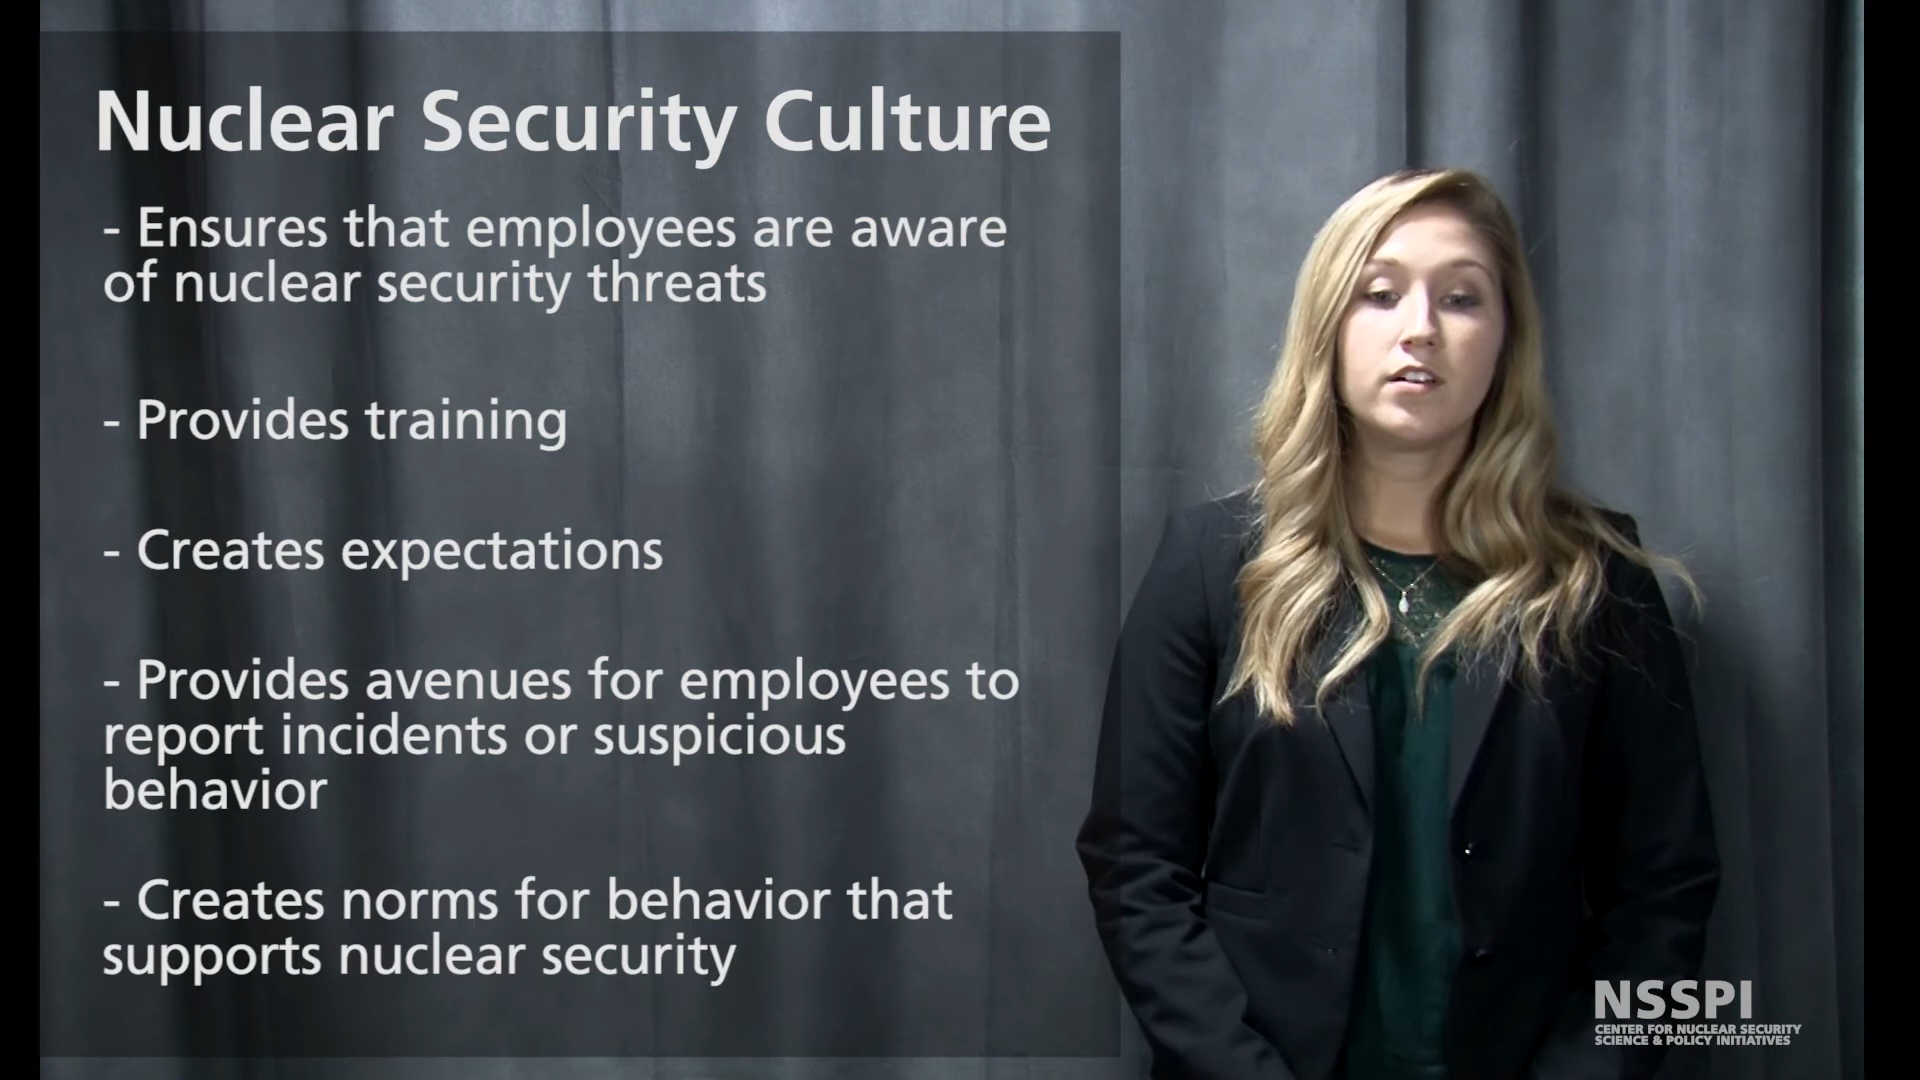 Nuclear Security Culture
- Ensures that employees are aware
of nuclear security threats
- Provides training
- Creates expectations
- Provides avenues for employees to
report incidents or suspicious
behavior
- Creates norms for behavior that
supports nuclear security
NSSPI
CENTER FOR NUCLEAR SECURITY
SCIENCE & POLICY INITIATIVES